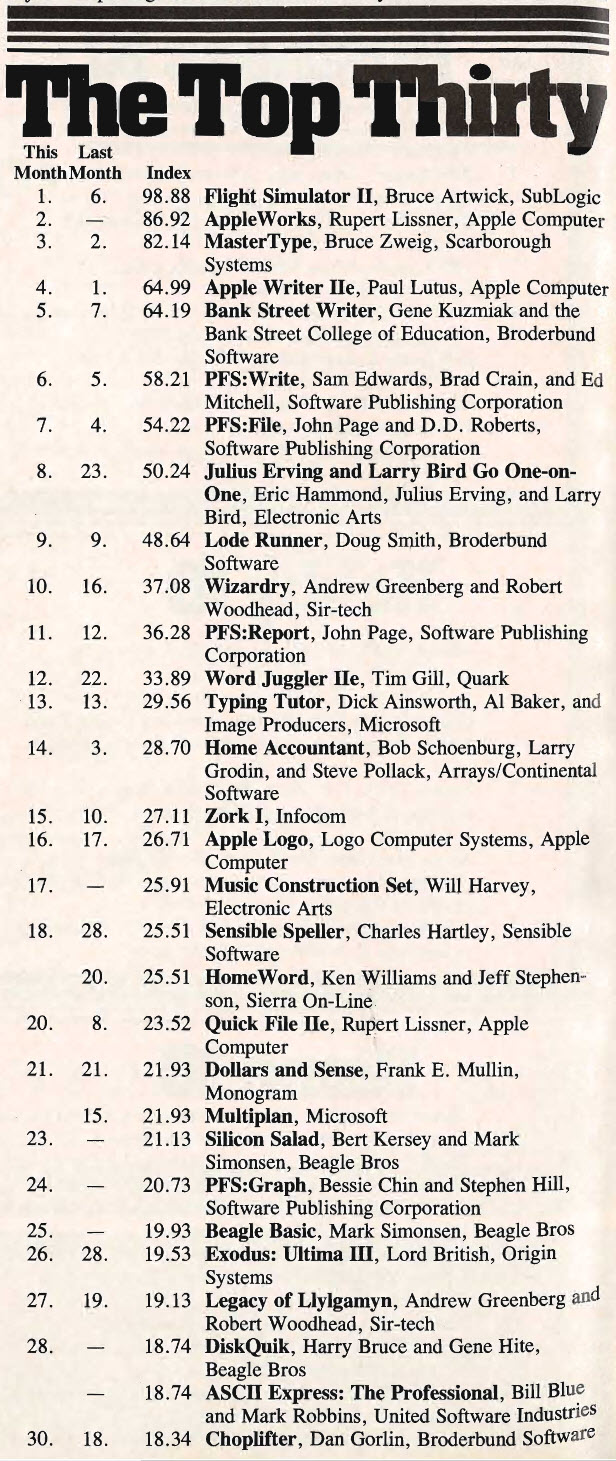 The Top Thirty
This Last
Month Month Index
1. 6. 98.88 Flight Simulator II, Bruce Artwick, SubLogic
2. — 86.92 AppleWorks, Rupert Lissner, Apple Computer
3. 2. 82.14 MasterType, Bruce Zweig, Scarborough
Systems
4. 1. 64.99 Apple Writer IIe, Paul Lutus, Apple Computer
5. 7. 64.19 Bank Street Writer, Gene Kuzmiak and the
Bank Street College of Education, Broderbund
Software
6. 5. 58.21 PFS:Write, Sam Edwards, Brad Crain, and Ed
Mitchell, Software Publishing Corporation
7. 4. 54.22 PFS:File, John Page and D.D. Roberts,
Software Publishing Corporation
8. 23. 50.24 Julius Erving and Larry Bird Go One-on-
One, Eric Hammond, Julius Erving, and Larry
Bird, Electronic Arts
9. 9. 48.64 Lode Runner, Doug Smith, Broderbund
Software
10. 16. 37.08 Wizardry, Andrew Greenberg and Robert
Woodhead, Sir-tech
11. 12. 36.28 PFS:Report, John Page, Software Publishing
Corporation
12. 22. 33.89 Word Juggler IIe, Tim Gill, Quark
13. 13. 29.56 Typing Tutor, Dick Ainsworth, Al Baker, and
Image Producers, Microsoft
14. 3. 28.70 Home Accountant, Bob Schoenburg, Larry
Grodin, and Steve Pollack, Arrays/Continental
Software
15. 10. 27.11 Zork I, Infocom
16. 17. 26.71 Apple Logo, Logo Computer Systems, Apple
Computer
17. — 25.91 Music Construction Set, Will Harvey,
Electronic Arts
18. 28. 25.51 Sensible Speller, Charles Hartley, Sensible
Software
20. 25.51 HomeWord, Ken Williams and Jeff Stephen-
son, Sierra On-Line
20. 8. 23.52 Quick File IIe, Rupert Lissner, Apple
Computer
21. 21. 21.93 Dollars and Sense, Frank E. Mullin,
Monogram
15. 21.93 Multiplan, Microsoft
23. — 21.13 Silicon Salad, Bert Kersey and Mark
Simonsen, Beagle Bros
24. — 20.73 PFS:Graph, Bessie Chin and Stephen Hill,
Software Publishing Corporation
25. — 19.93 Beagle Basic, Mark Simonsen, Beagle Bros
26. 28. 19.53 Exodus: Ultima III, Lord British, Origin
Systems
27. 19. 19.13 Legacy of Llylgamyn, Andrew Greenberg and
Robert Woodhead, Sir-tech
28. — 18.74 DiskQuik, Harry Bruce and Gene Hite,
Beagle Bros
— 18.74 ASCII Express: The Professional, Bill Blue
and Mark Robbins, United Software Industries
30. 18. 18.34 Choplifter, Dan Gorlin, Broderbund Software